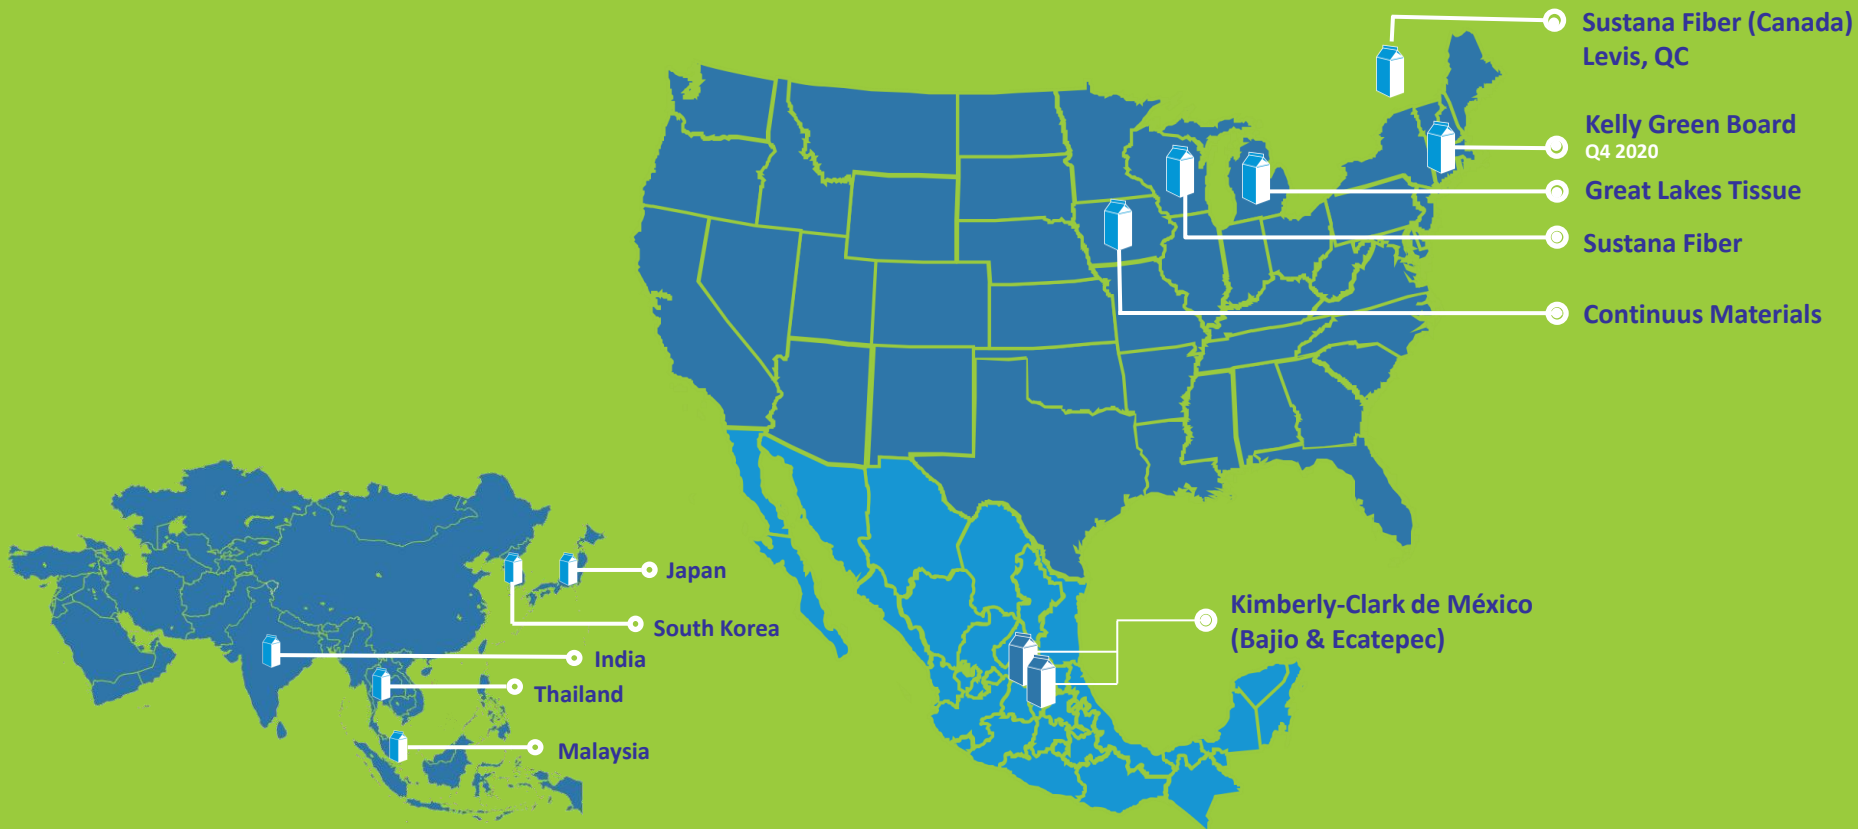 Sustana Fiber (Canada)
Levis, QC
Kelly Green Board
Q4 2020
Great Lakes Tissue
Sustana Fiber
Continuus Materials
Japan
South Korea
India
Thailand
Malaysia
Kimberly-Clark de México
(Bajio & Ecatepec)